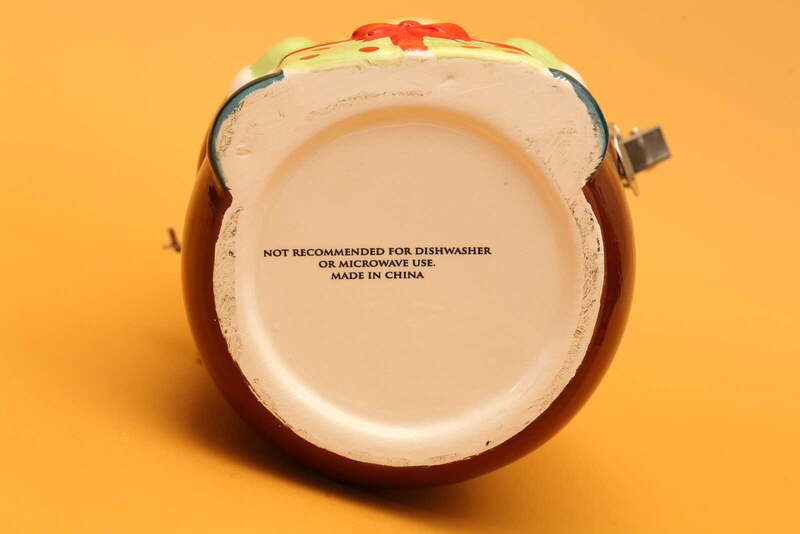 NOT RECOMMENDED FOR DISHWASHER
OR MICROWAVE USE.
MADE IN CHINA